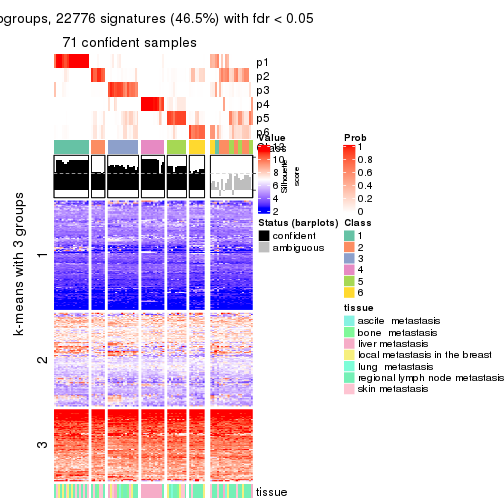 ogroups, 22776 signatures (46.5%) with fdr < 0.05
71 confident samples
p1
p2
p3
p4
p5
p6
Class
Silhouette
score
1
2
3
k-means with 3 groups
tissue
Value
10
8
6
4
2
Prob
1
0.8
0.6
0.4
0.2
0
Status (barplots)
confident
ambiguous
Class
1
2
3
4
5
6
tissue
ascite metastasis
bone metastasis
liver metastasis
local metastasis in the breast
lung metastasis
regional lymph node metastasis
skin metastasis